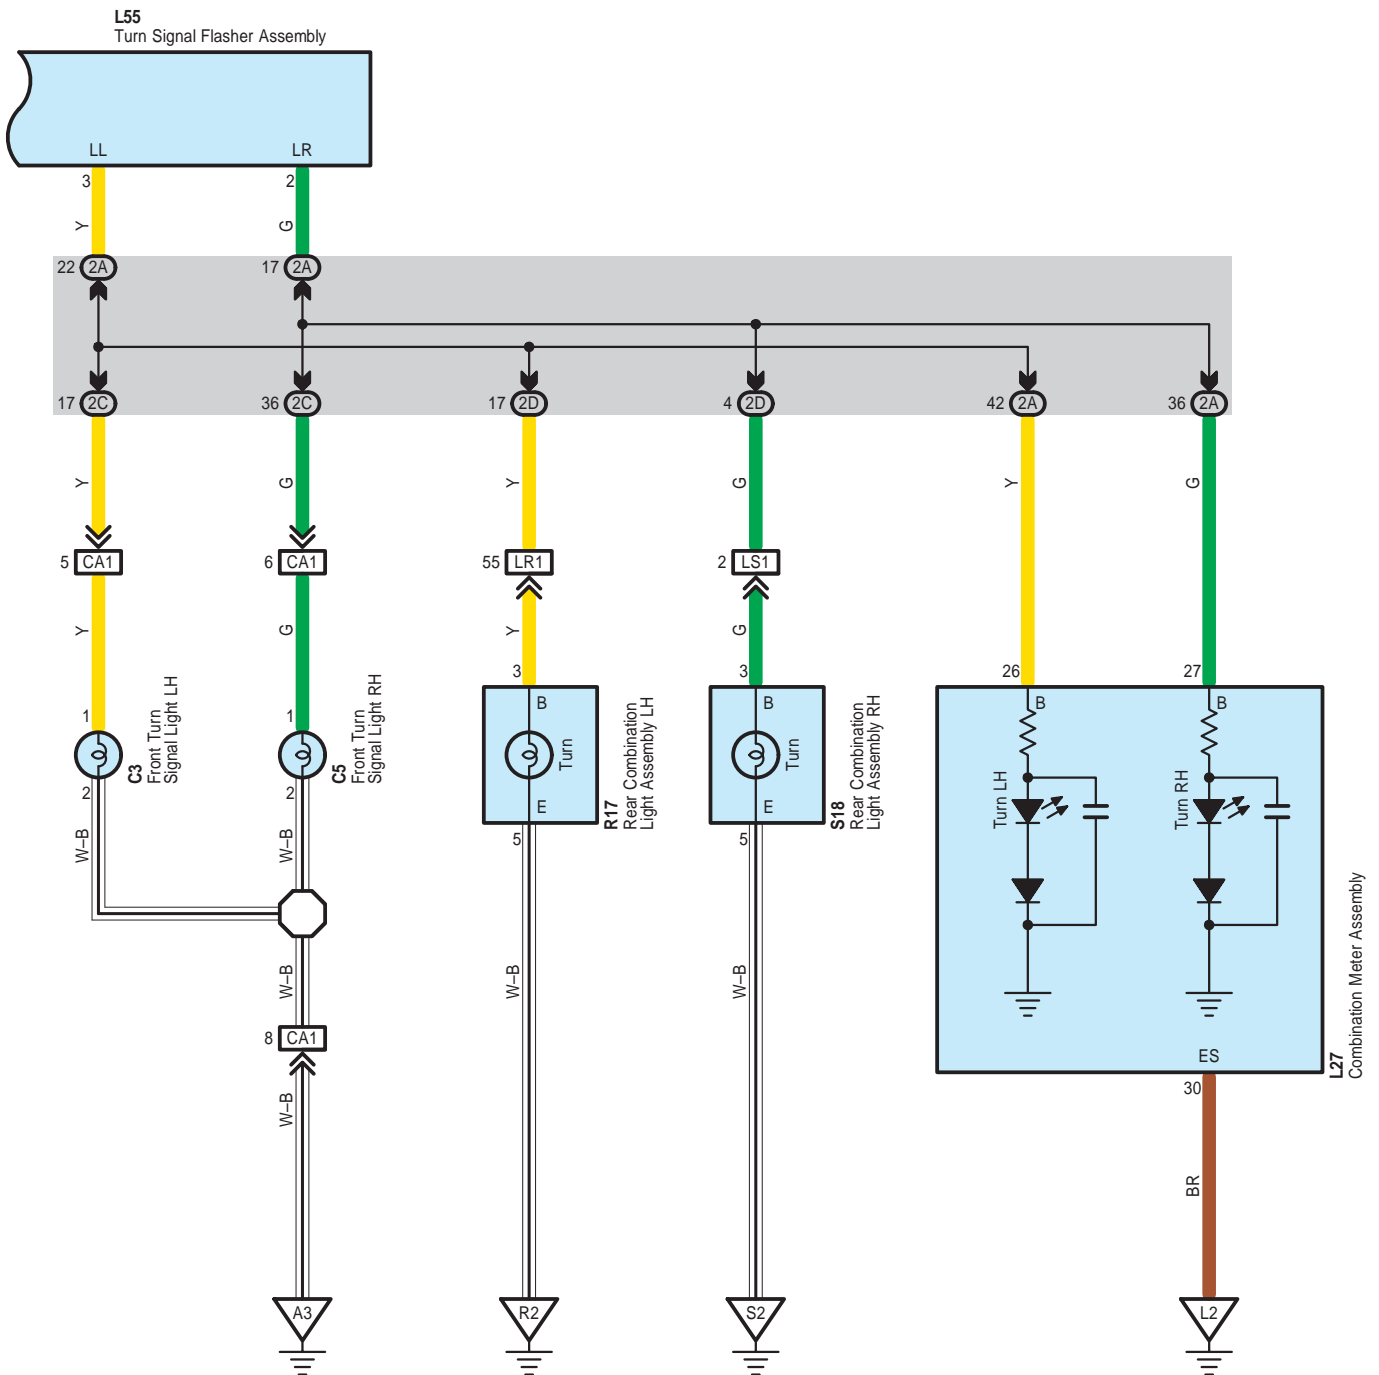 L55
Turn Signal Flasher Assembly
LL
LR
3
2
Y
G
22 2A
17 2A
17 2C
36 2C
17 2D
4 2D
42 2A
36 2A
Y
G
Y
G
Y
G
5 CA1
6 CA1
55 LR1
2 LS1
Y
G
Y
G
1
1
3
3
26
27
C3
Front Turn
Signal Light LH
C5
Front Turn
Signal Light RH
B
Turn
E
R17
Rear Combination
Light Assembly LH
B
Turn
E
S18
Rear Combination
Light Assembly RH
B
Turn LH
B
Turn RH
ES
L27
Combination Meter Assembly
2
2
5
5
W–B
W–B
W–B
W–B
W–B
8 CA1
W–B
30
BR
A3
R2
S2
L2